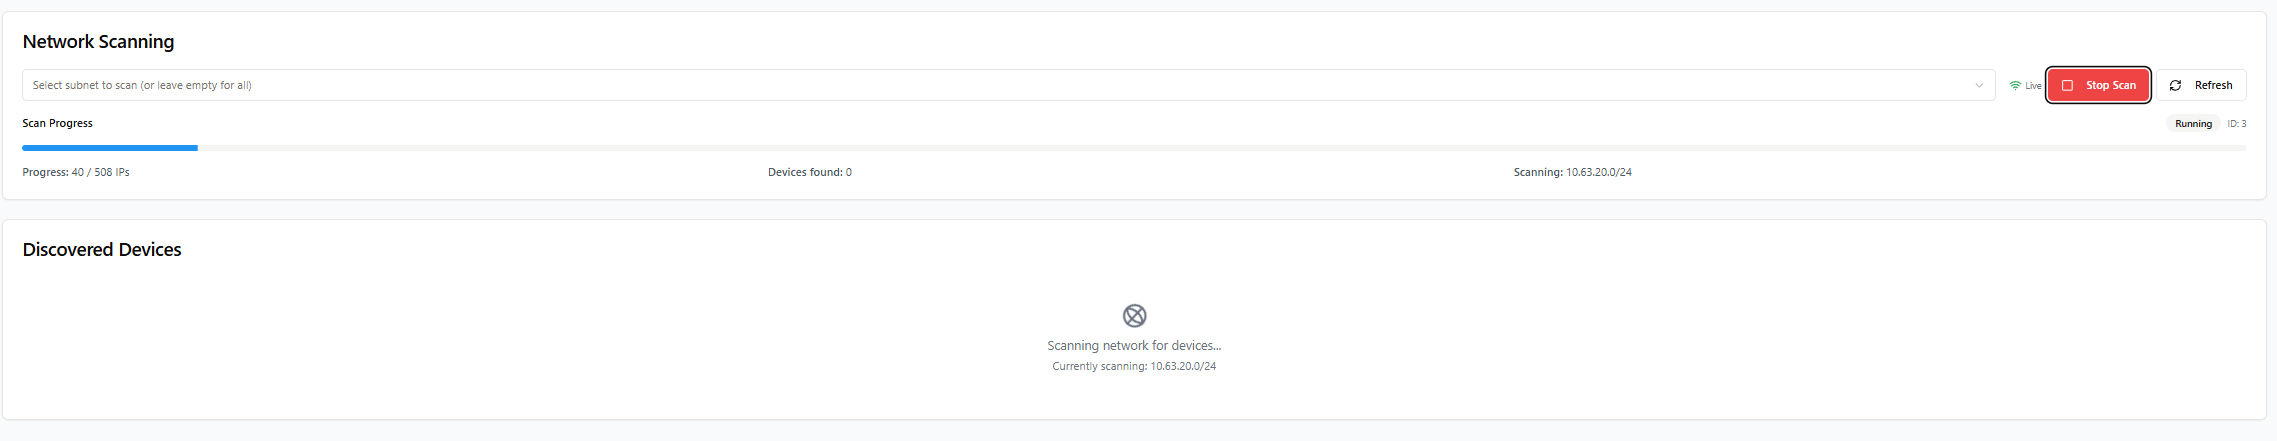 Network Scanning
Select subnet to scan (or leave empty for all)
Live
Stop Scan
Refresh
Scan Progress
Running
ID: 3
Progress: 40 / 508 IPs
Devices found: 0
Scanning: 10.63.20.0/24
Discovered Devices
Scanning network for devices...
Currently scanning: 10.63.20.0/24